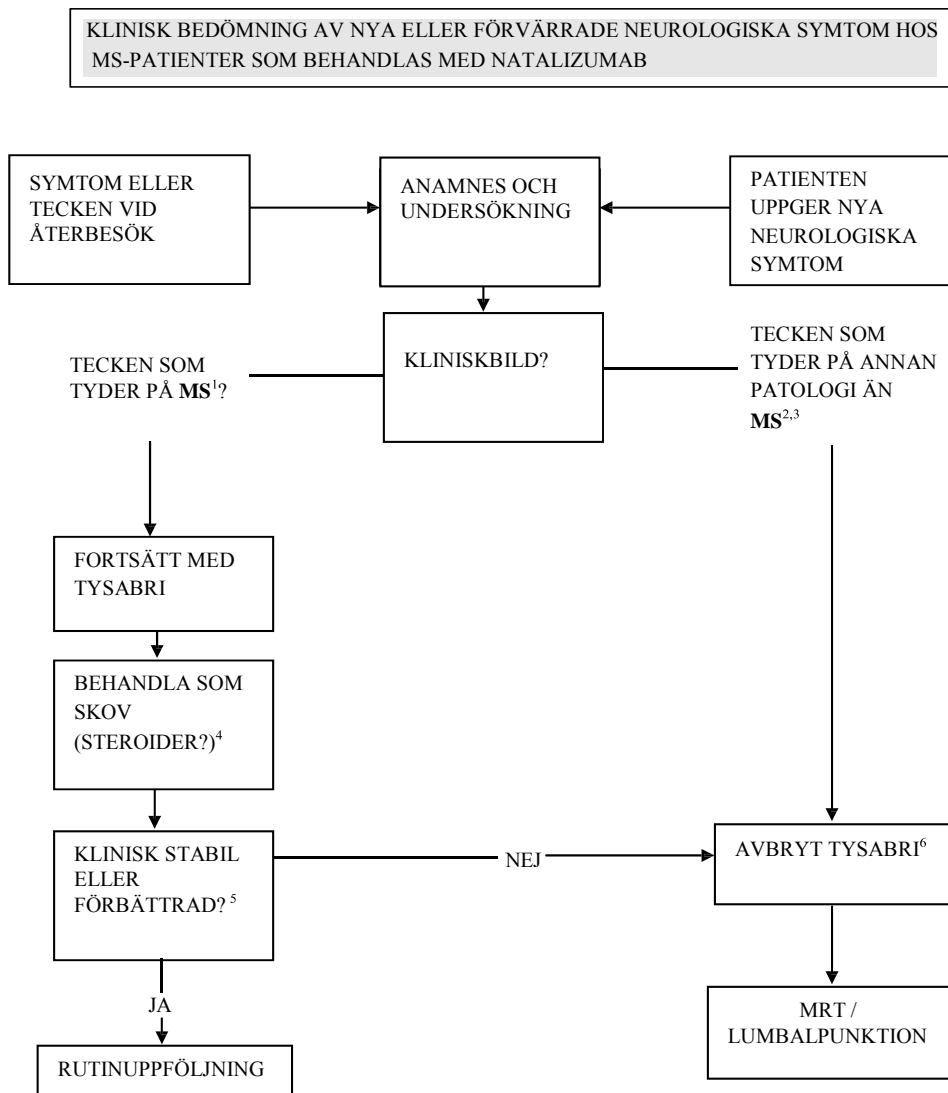 KLINISK BEDÖMNING AV NYA ELLER FÖRVÄRRADE NEUROLOGISKA SYMTOM HOS
MS-PATIENTER SOM BEHANDLAS MED NATALIZUMAB
SYMTOM ELLER
TECKEN VID
ÅTERBESÖK
ANAMNES OCH
UNDERSÖKNING
PATIENTEN
UPPGER NYA
NEUROLOGISKA
SYMTOM
TECKEN SOM
TYDER PÅ MS¹?
KLINISKBILD?
TECKEN SOM
TYDER PÅ ANNAN
PATOLOGI ÄN
MS²,³
FORTSÄTT MED
TYSABRI
BEHANDLA SOM
SKOV
(STEROIDER?)⁴
KLINISK STABIL
ELLER
FÖRBÄTTRAD? ⁵
NEJ
AVBRYT TYSABRI⁶
JA
RUTINUPPFÖLJNING
MRT /
LUMBALPUNKTION